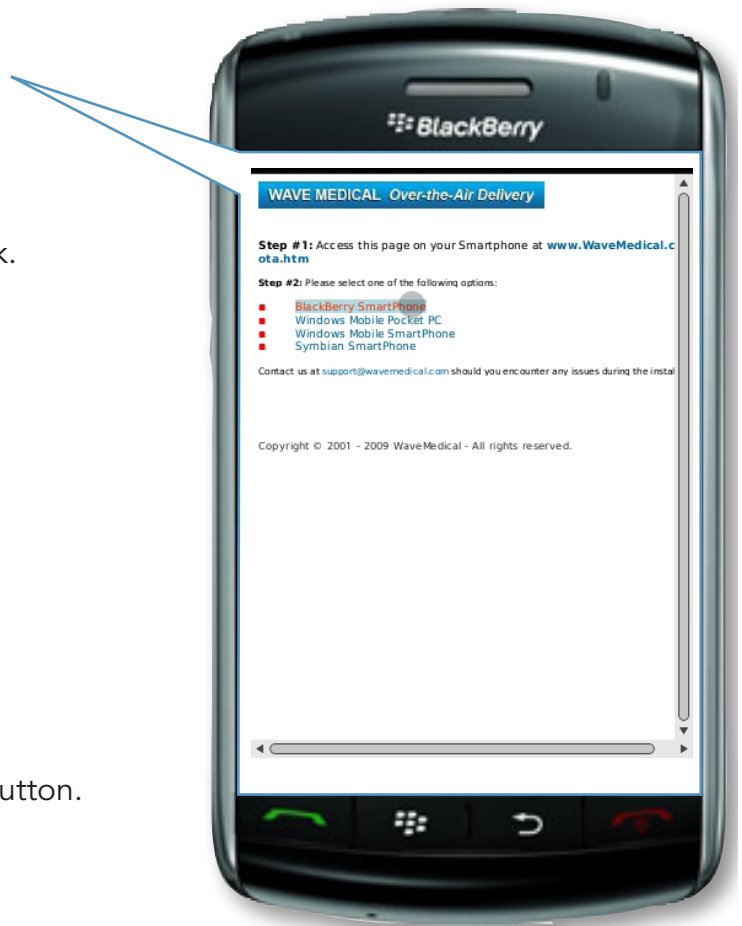 BlackBerry
WAVE MEDICAL Over-the-Air Delivery
Step #1: Access this page on your Smartphone at www.WaveMedical.c
ota.htm
k.
Step #2: Please select one of the following options:
BlackBerry SmartPhone
Windows Mobile Pocket PC
Windows Mobile SmartPhone
Symbian SmartPhone
Contact us at support@wavemedical.com should you encounter any issues during the instal
Copyright © 2001 - 2009 WaveMedical - All rights reserved.
utton.